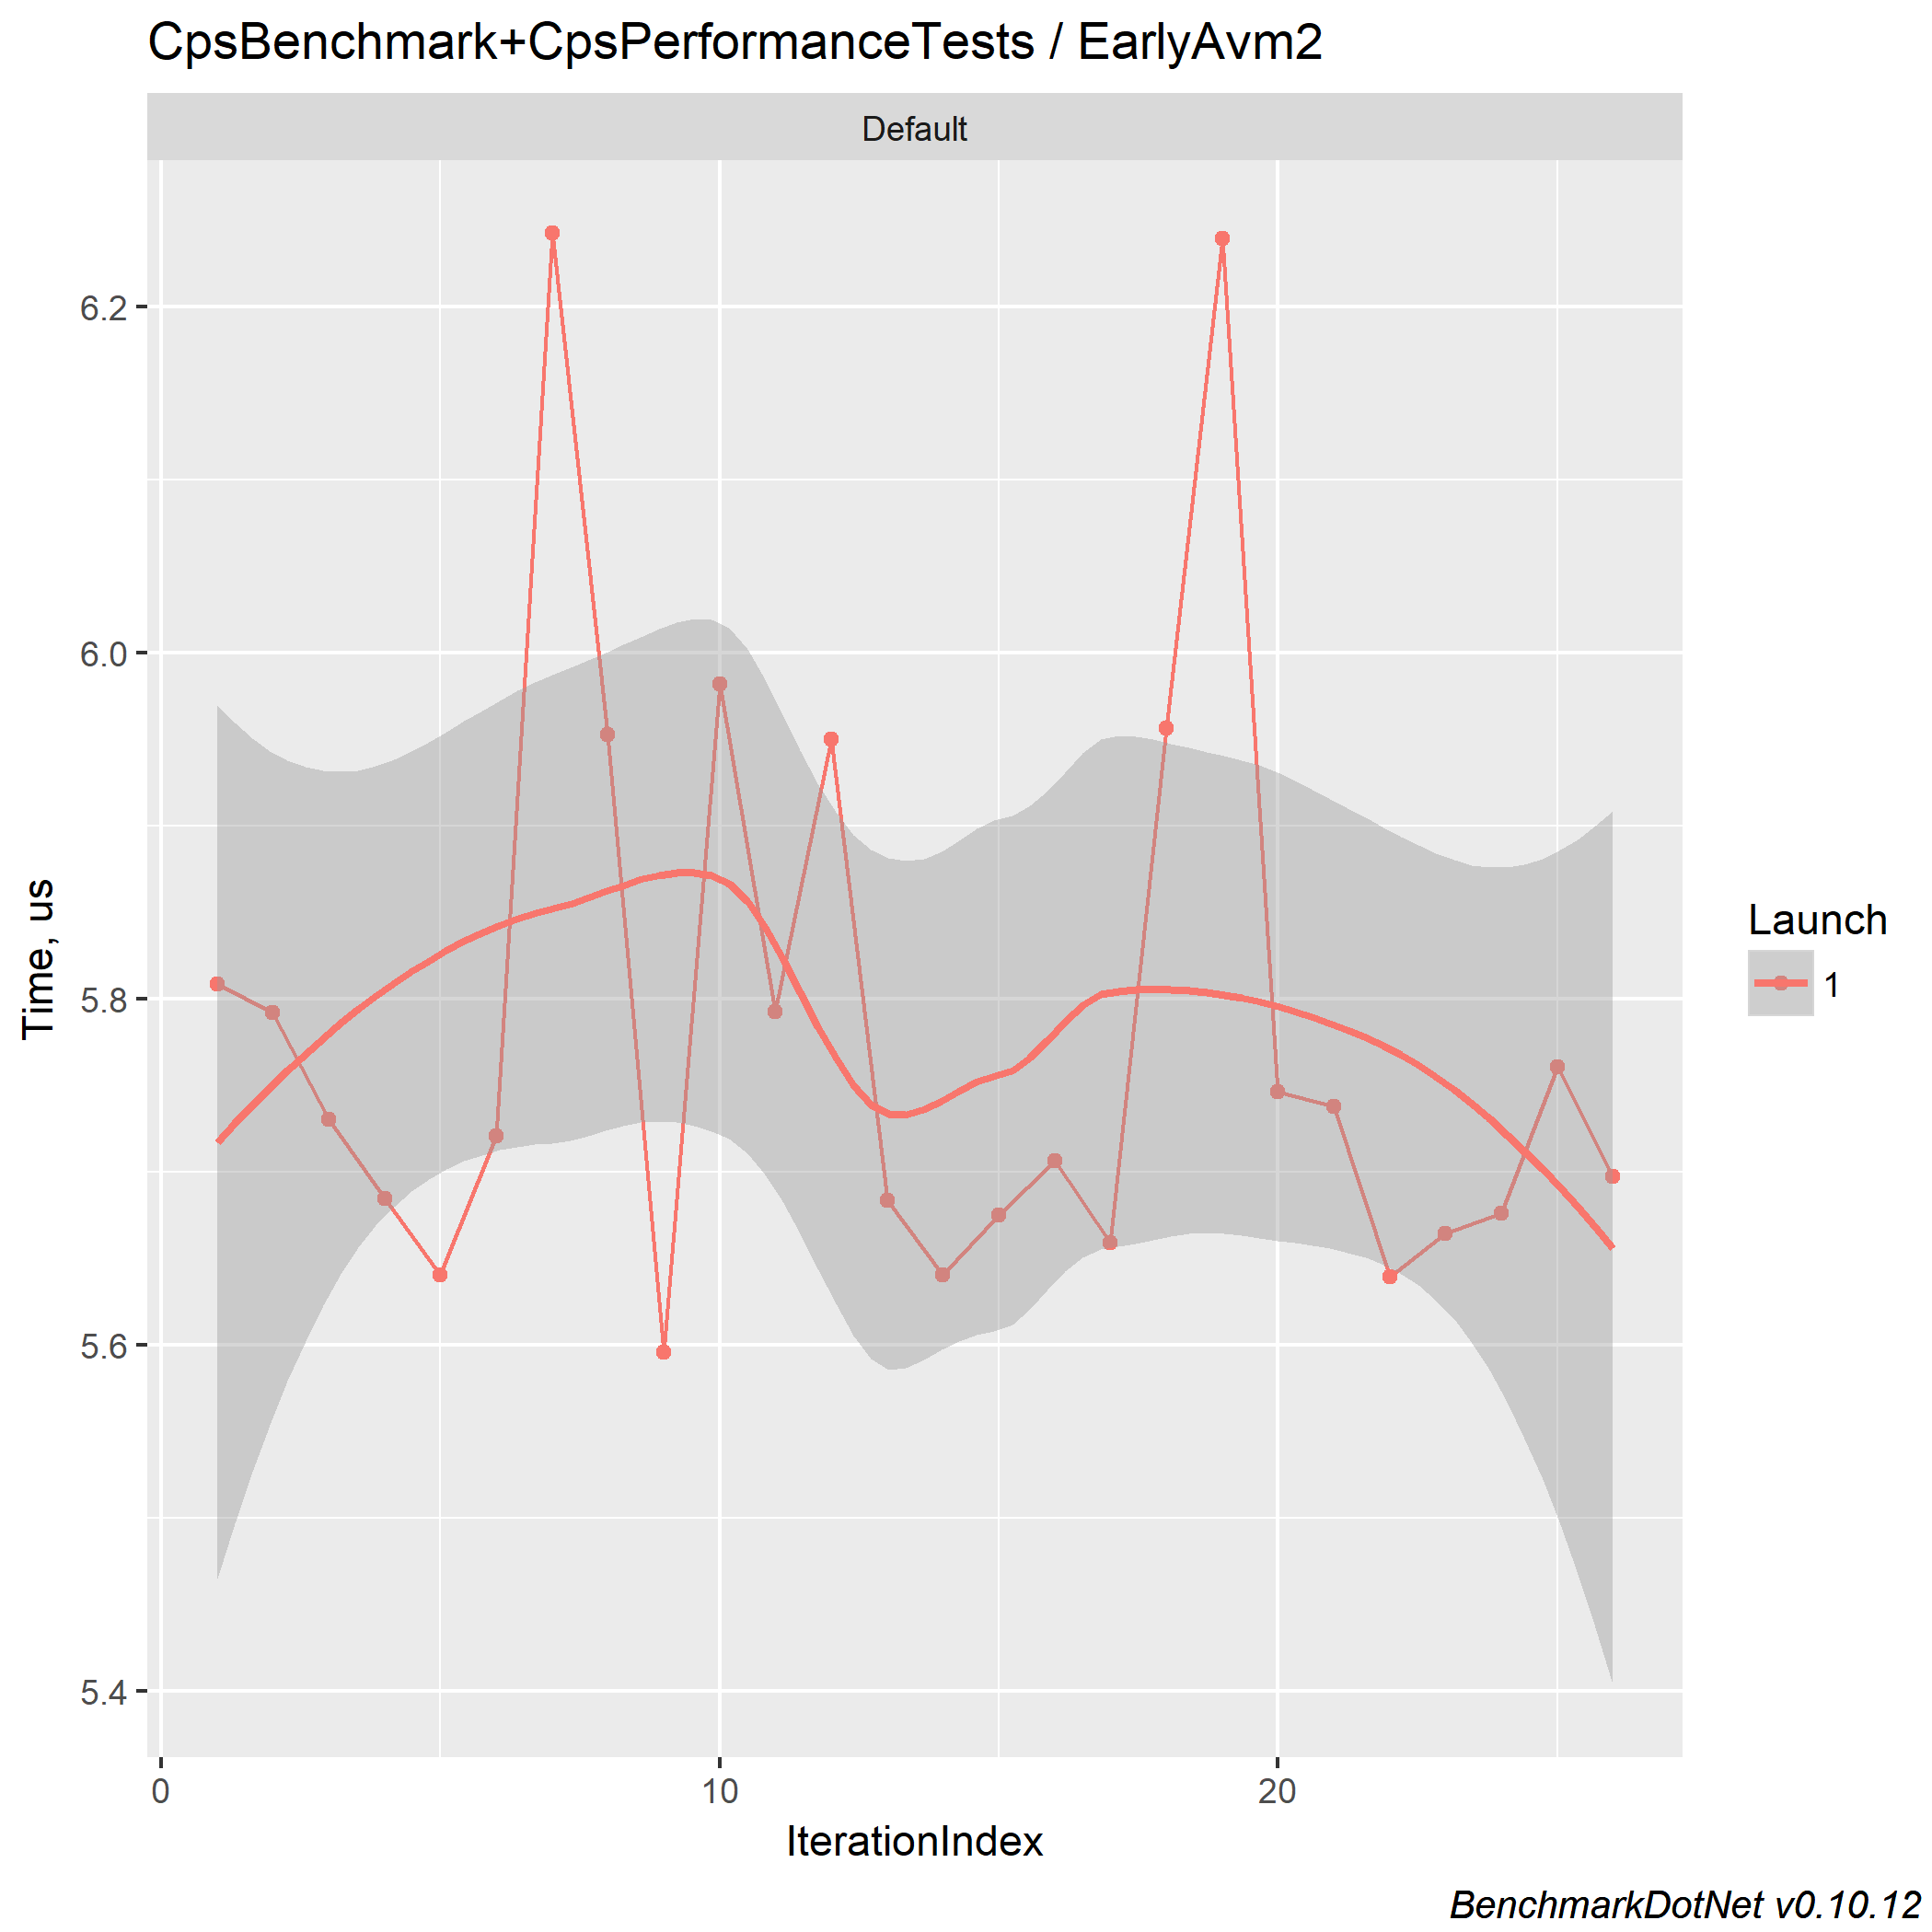 CpsBenchmark+CpsPerformanceTests / EarlyAvm2
Default
6.2
6.0
5.8
5.6
5.4
Time, us
0 10 20
IterationIndex
Launch
1
BenchmarkDotNet v0.10.12